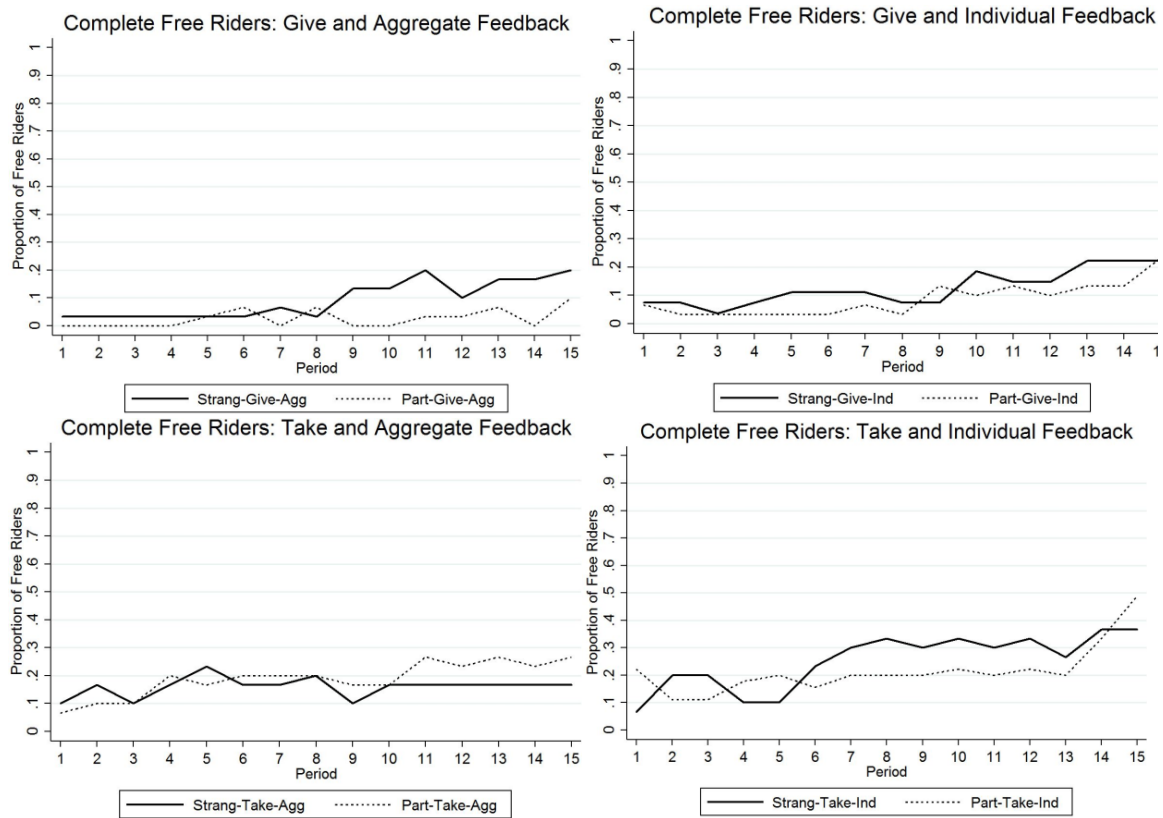 Complete Free Riders: Give and Aggregate Feedback
Proportion of Free Riders
1
.9
.8
.7
.6
.5
.4
.3
.2
.1
0
1 2 3 4 5 6 7 8 9 10 11 12 13 14 15
Period
Strang-Give-Agg Part-Give-Agg
Complete Free Riders: Give and Individual Feedback
Proportion of Free Riders
1
.9
.8
.7
.6
.5
.4
.3
.2
.1
0
1 2 3 4 5 6 7 8 9 10 11 12 13 14 1
Period
Strang-Give-Ind Part-Give-Ind
Complete Free Riders: Take and Aggregate Feedback
Proportion of Free Riders
1
.9
.8
.7
.6
.5
.4
.3
.2
.1
0
1 2 3 4 5 6 7 8 9 10 11 12 13 14 15
Period
Strang-Take-Agg Part-Take-Agg
Complete Free Riders: Take and Individual Feedback
Proportion of Free Riders
1
.9
.8
.7
.6
.5
.4
.3
.2
.1
0
1 2 3 4 5 6 7 8 9 10 11 12 13 14 15
Period
Strang-Take-Ind Part-Take-Ind